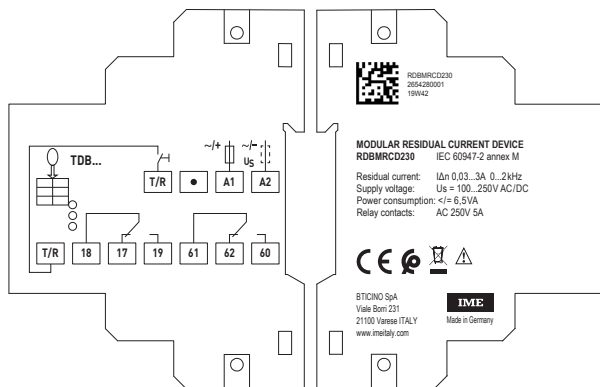 RDBMRCD230
2654280001
19W42
MODULAR RESIDUAL CURRENT DEVICE
RDBMRCD230 IEC 60947-2 annex M
Residual current: IΔn 0,03...3A 0...2kHz
Supply voltage: Us = 100...250V AC/DC
Power consumption: </= 6,5VA
Relay contacts: AC 250V 5A
~/+ ~/- Us
TDB...
T/R • A1 A2
T/R 18 17 19 61 62 60
CE
BTICINO SpA
Viale Borri 231
21100 Varese ITALY
www.imeitaly.com
IME
Made in Germany